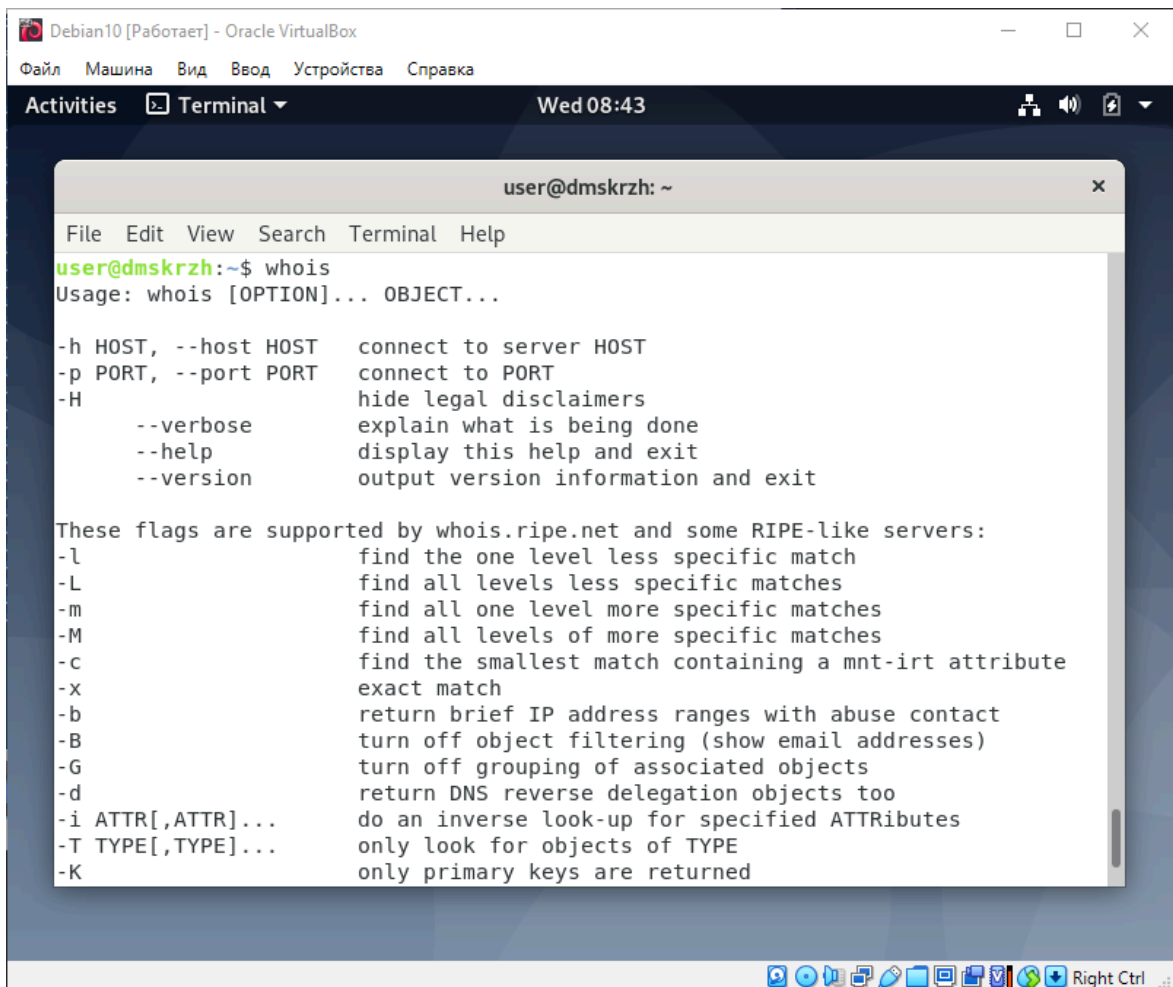 Debian10 [Работает] - Oracle VirtualBox
Файл Машина Вид Ввод Устройства Справка
Activities Terminal Wed 08:43
user@dmskrzh: ~
File Edit View Search Terminal Help
user@dmskrzh:~$ whois
Usage: whois [OPTION]... OBJECT...
-h HOST, --host HOST connect to server HOST
-p PORT, --port PORT connect to PORT
-H hide legal disclaimers
--verbose explain what is being done
--help display this help and exit
--version output version information and exit
These flags are supported by whois.ripe.net and some RIPE-like servers:
-l find the one level less specific match
-L find all levels less specific matches
-m find all one level more specific matches
-M find all levels of more specific matches
-c find the smallest match containing a mnt-irt attribute
-x exact match
-b return brief IP address ranges with abuse contact
-B turn off object filtering (show email addresses)
-G turn off grouping of associated objects
-d return DNS reverse delegation objects too
-i ATTR[,ATTR]... do an inverse look-up for specified ATTRibutes
-T TYPE[,TYPE]... only look for objects of TYPE
-K only primary keys are returned
Right Ctrl